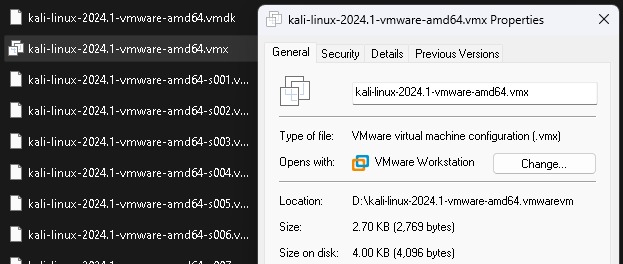 kali-linux-2024.1-vmware-amd64.vmdk
kali-linux-2024.1-vmware-amd64.vmx
kali-linux-2024.1-vmware-amd64-s001.v...
kali-linux-2024.1-vmware-amd64-s002.v...
kali-linux-2024.1-vmware-amd64-s003.v...
kali-linux-2024.1-vmware-amd64-s004.v...
kali-linux-2024.1-vmware-amd64-s005.v...
kali-linux-2024.1-vmware-amd64-s006.v...
kali-linux-2024.1-vmware-amd64.vmx Properties
General Security Details Previous Versions
kali-linux-2024.1-vmware-amd64.vmx
Type of file: VMware virtual machine configuration (.vmx)
Opens with: VMware Workstation Change...
Location: D:\kali-linux-2024.1-vmware-amd64.vmwarevm
Size: 2.70 KB (2,769 bytes)
Size on disk: 4.00 KB (4,096 bytes)